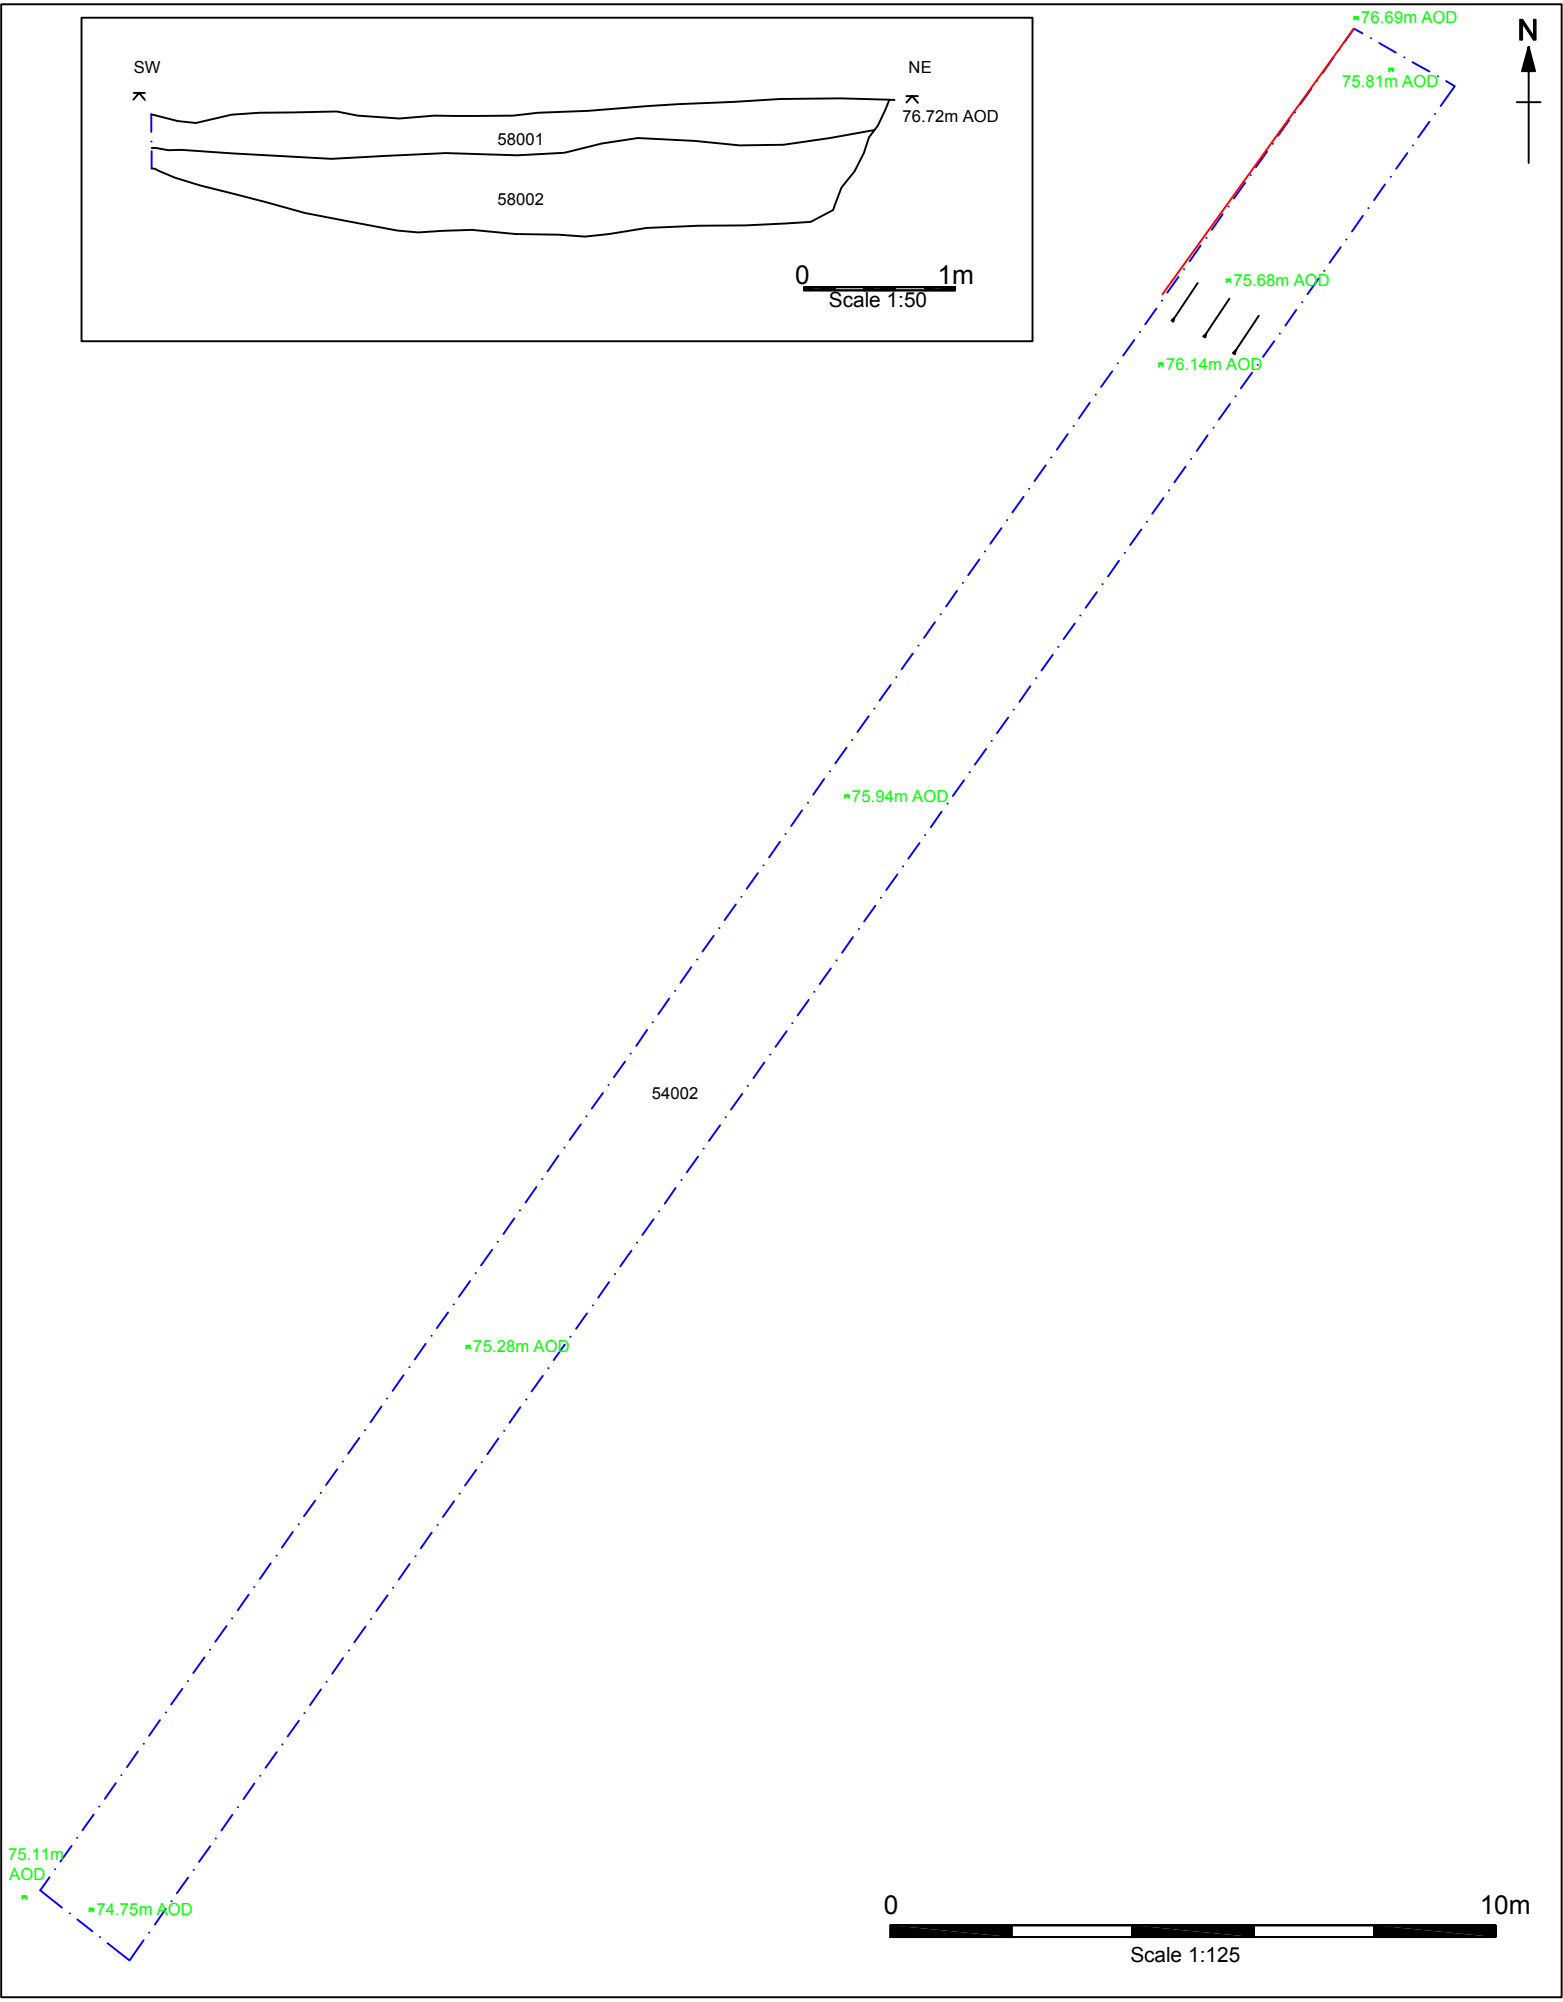 76.69m AOD
N
75.81m AOD
SW
NE
76.72m AOD
58001
58002
0 1m
Scale 1:50
75.68m AOD
76.14m AOD
75.94m AOD
54002
75.28m AOD
75.11m
AOD
74.75m AOD
0 10m
Scale 1:125